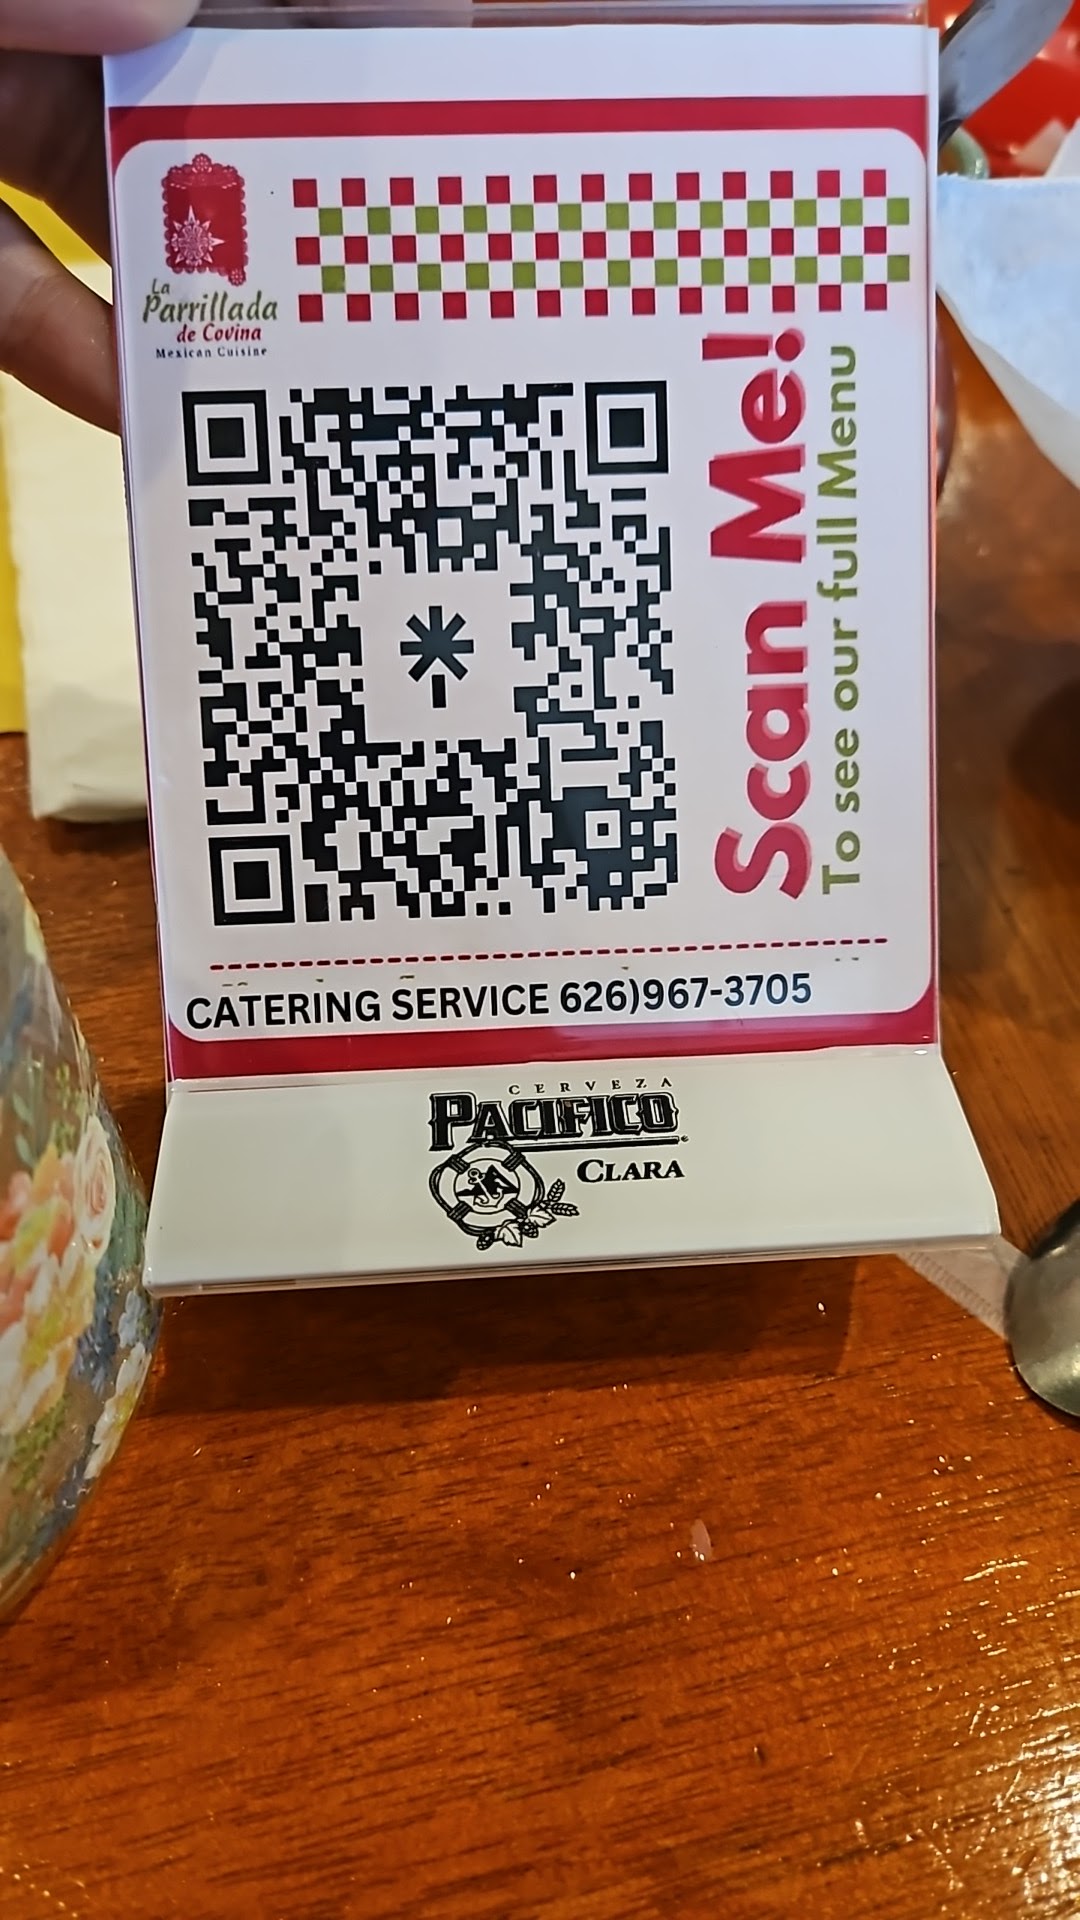 La
Parrillada
de Covina
Mexican Cuisine
Scan Me!
To see our full Menu
CATERING SERVICE 626)967-3705
CERVEZA
PACIFICO
CLARA